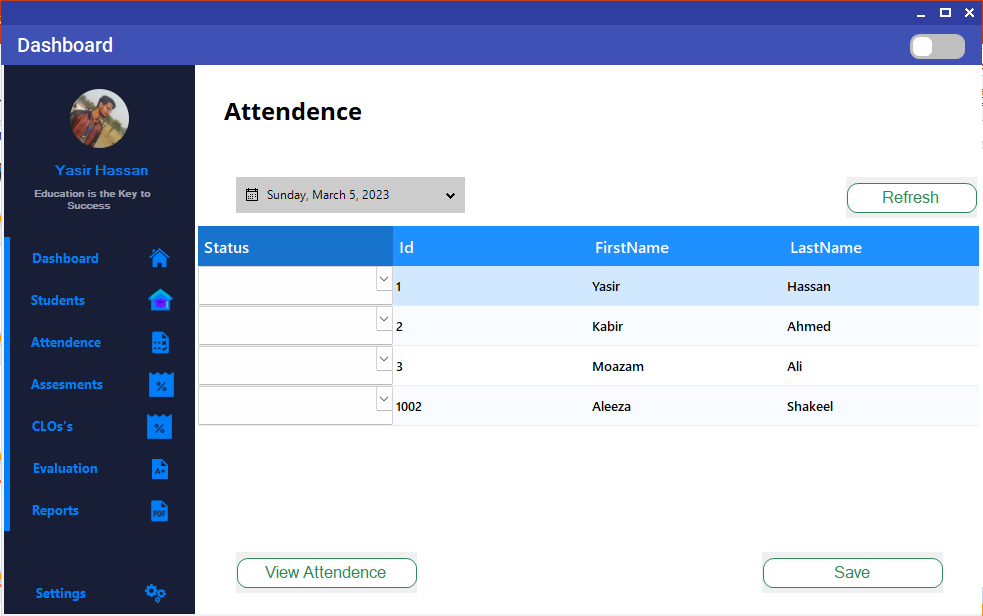 Dashboard
Yasir Hassan
Education is the Key to
Success
Dashboard
Students
Attendence
Assesments
CLOs's
Evaluation
Reports
Settings
Attendence
Sunday, March 5, 2023
Refresh
Status Id FirstName LastName
1 Yasir Hassan
2 Kabir Ahmed
3 Moazam Ali
1002 Aleeza Shakeel
View Attendence
Save